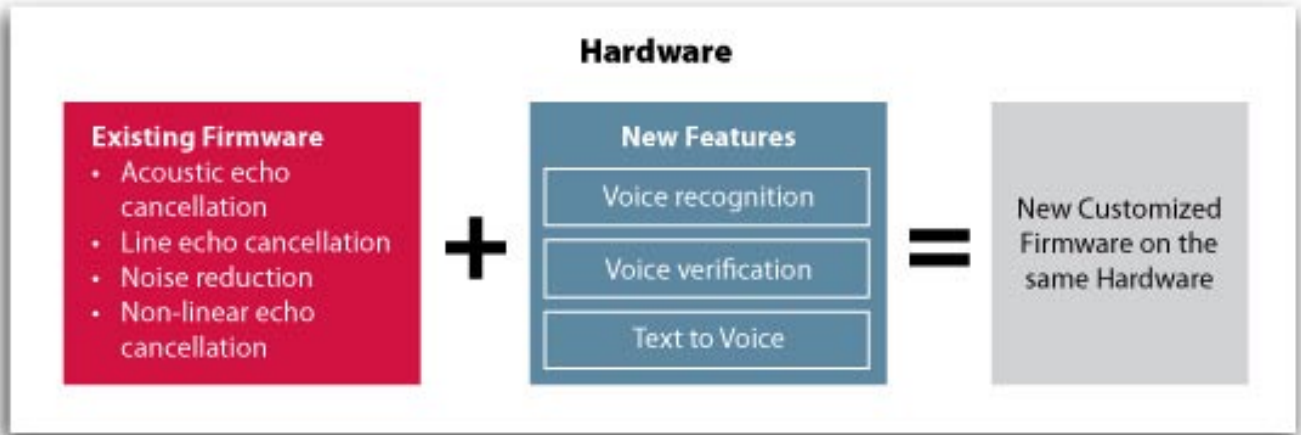 Hardware
Existing Firmware
• Acoustic echo
cancellation
• Line echo cancellation
• Noise reduction
• Non-linear echo
cancellation
+
New Features
Voice recognition
Voice verification
Text to Voice
=
New Customized
Firmware on the
same Hardware